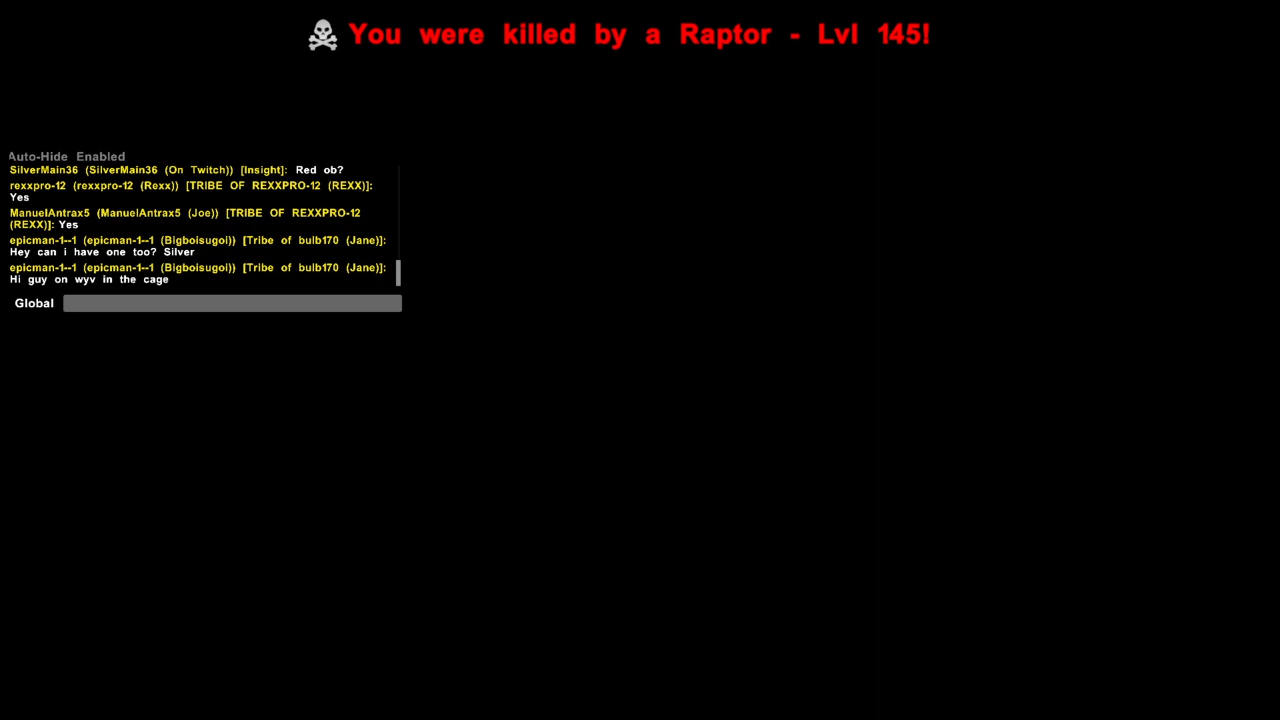 You were killed by a Raptor - Lvl 145!
Auto-Hide Enabled
SilverMain36 (SilverMain36 (On Twitch)) [Insight]: Red ob?
rexxpro-12 (rexxpro-12 (Rexx)) [TRIBE OF REXXPRO-12 (REXX)]:
Yes
ManuelAntrax5 (ManuelAntrax5 (Joe)) [TRIBE OF REXXPRO-12
(REXX)]: Yes
epicman-1--1 (epicman-1--1 (Bigboisugoi)) [Tribe of bulb170 (Jane)]:
Hey can i have one too? Silver
epicman-1--1 (epicman-1--1 (Bigboisugoi)) [Tribe of bulb170 (Jane)]:
Hi guy on wyv in the cage
Global